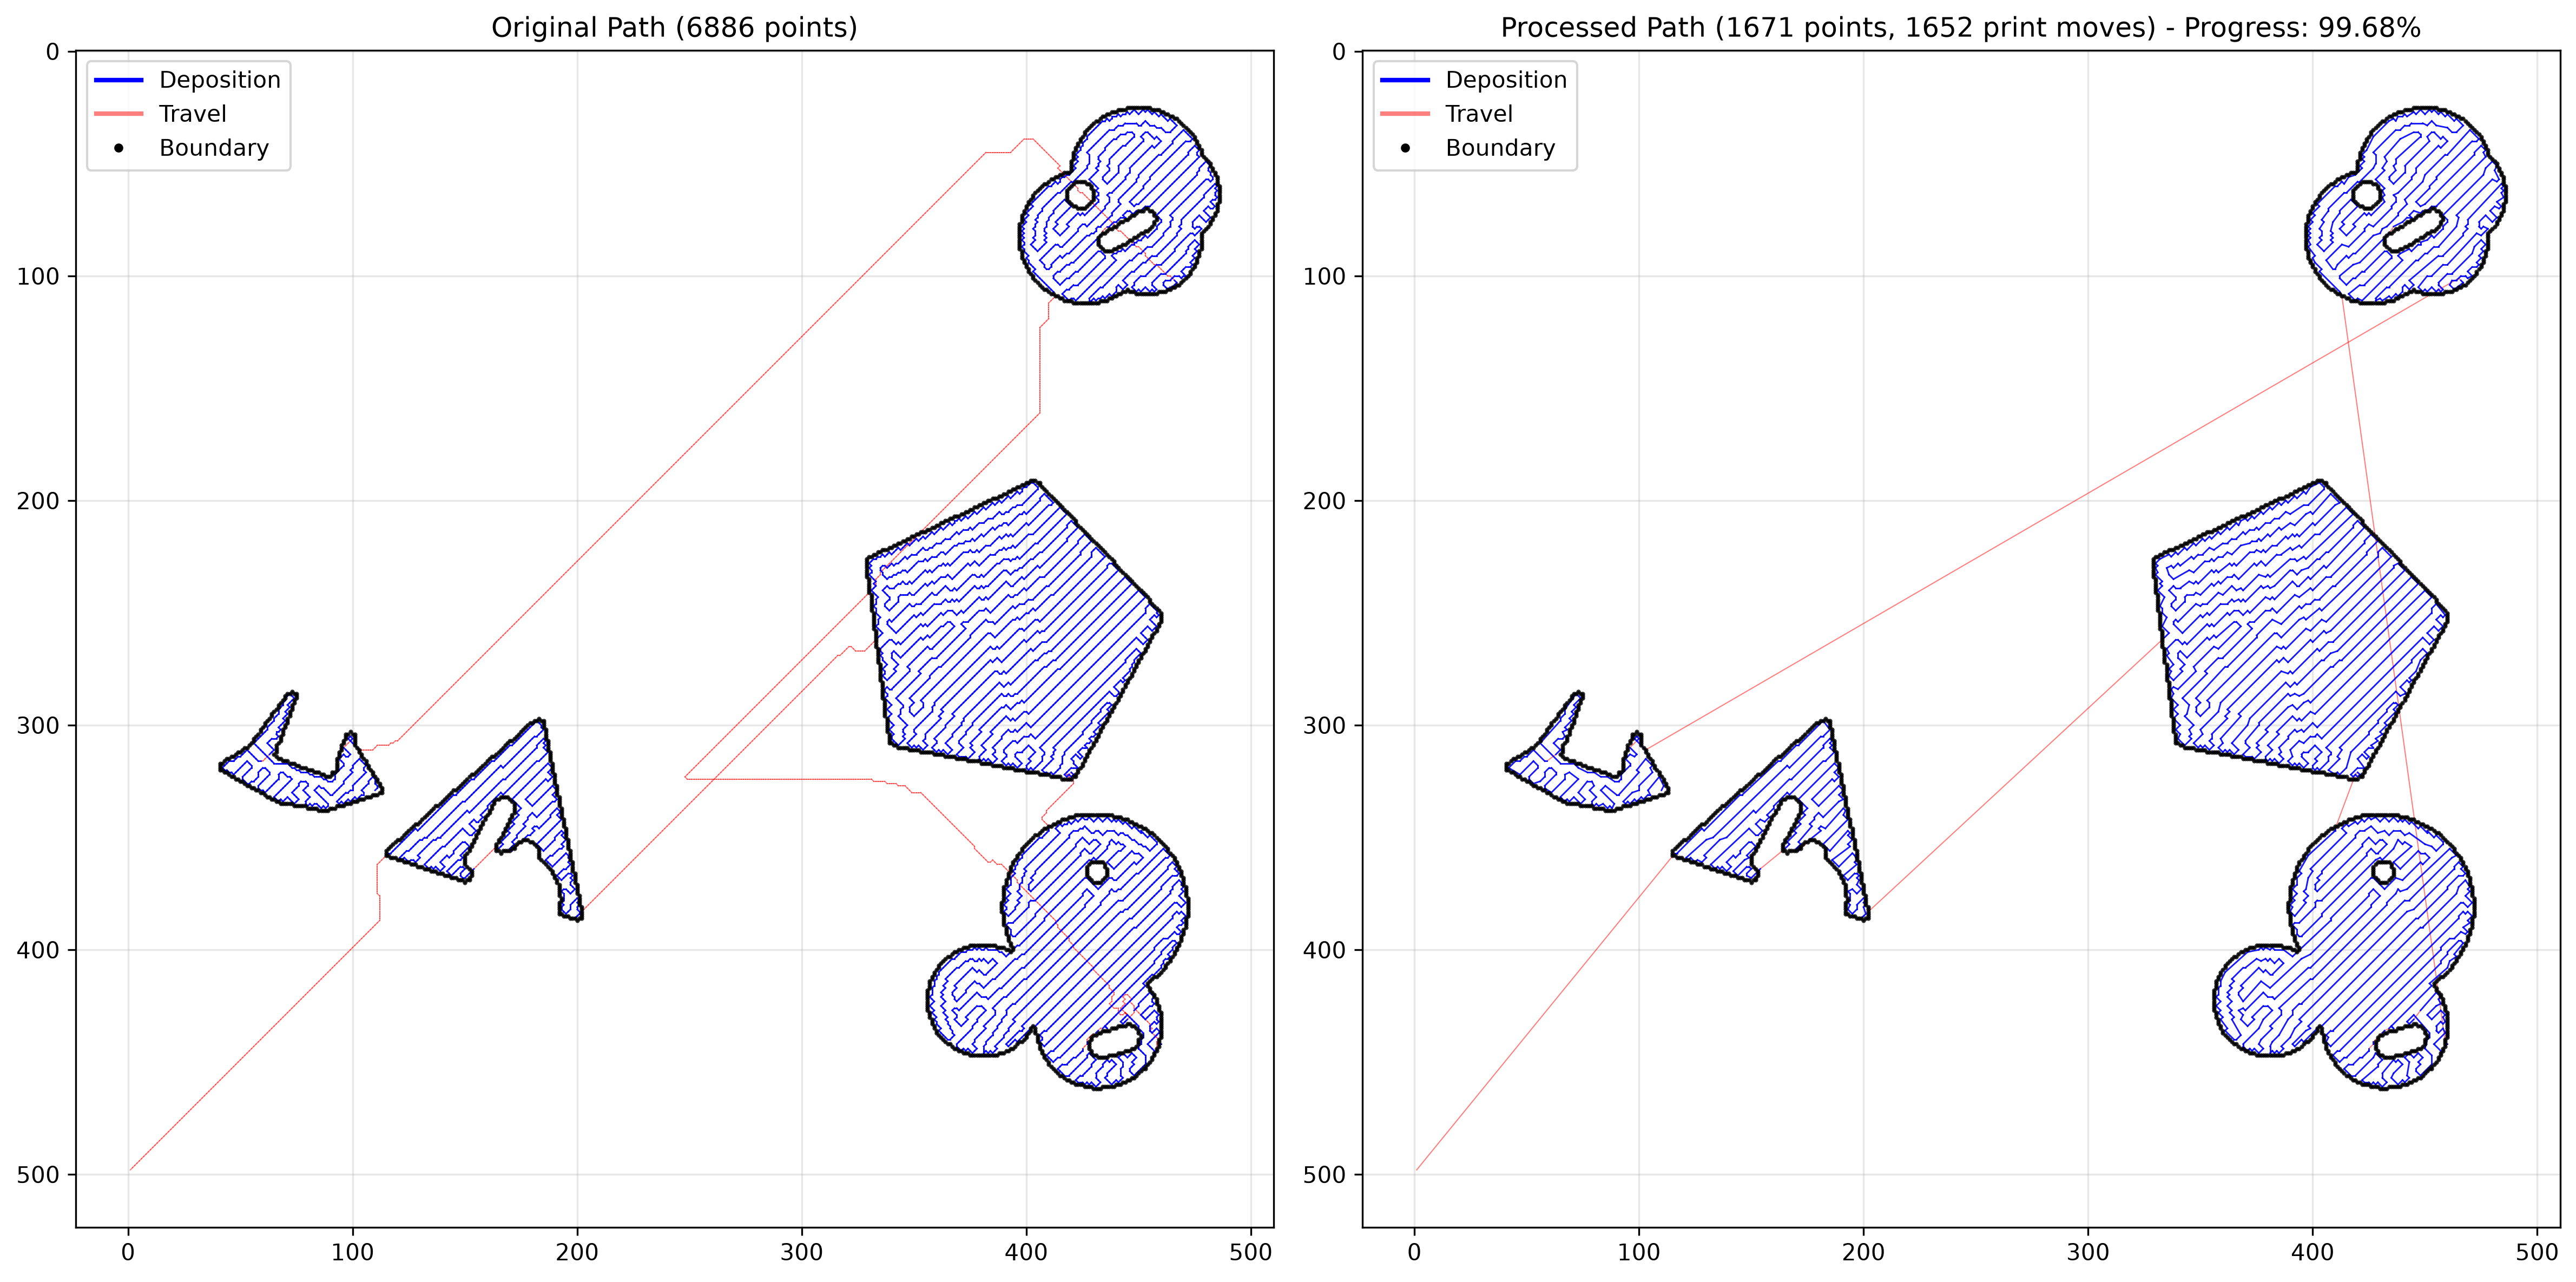 Original Path (6886 points)
Deposition
Travel
Boundary
0
100
200
300
400
500
0 100 200 300 400 500
Processed Path (1671 points, 1652 print moves) - Progress: 99.68%
Deposition
Travel
Boundary
0
100
200
300
400
500
0 100 200 300 400 500